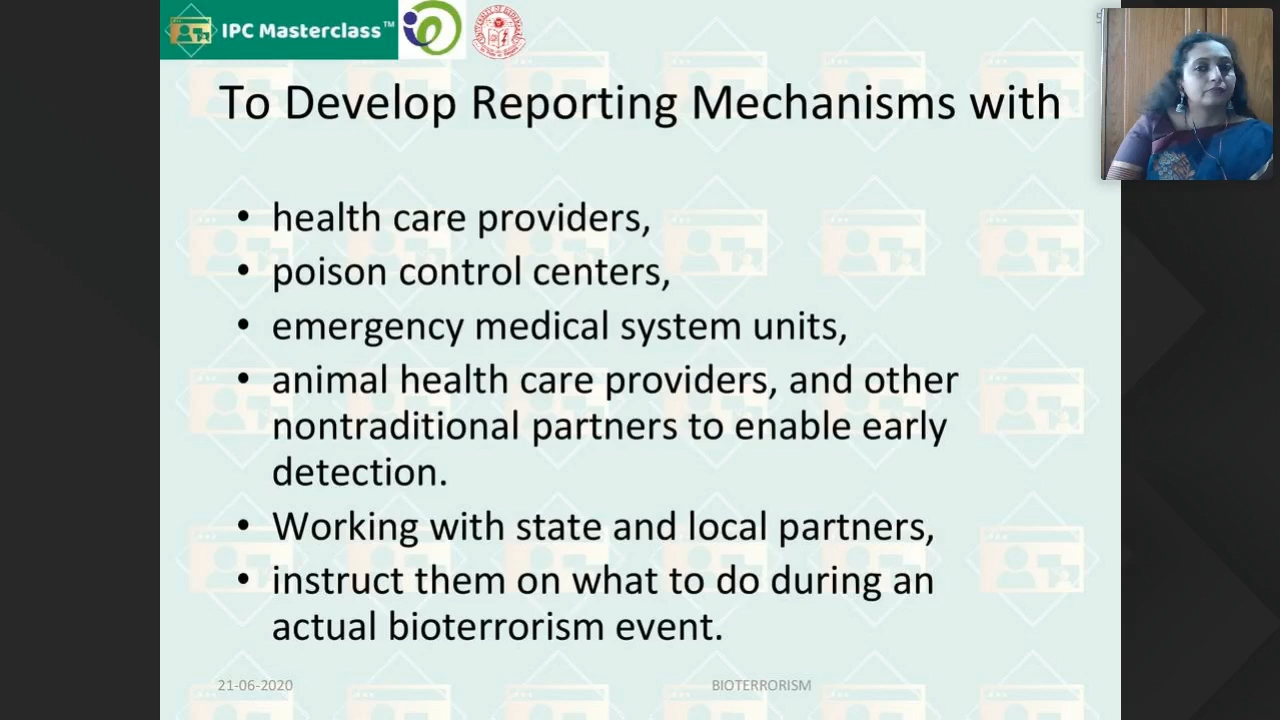 IPC Masterclass™
To Develop Reporting Mechanisms with
• health care providers,
• poison control centers,
• emergency medical system units,
• animal health care providers, and other
nontraditional partners to enable early
detection.
• Working with state and local partners,
• instruct them on what to do during an
actual bioterrorism event.
21-06-2020
BIOTERRORISM